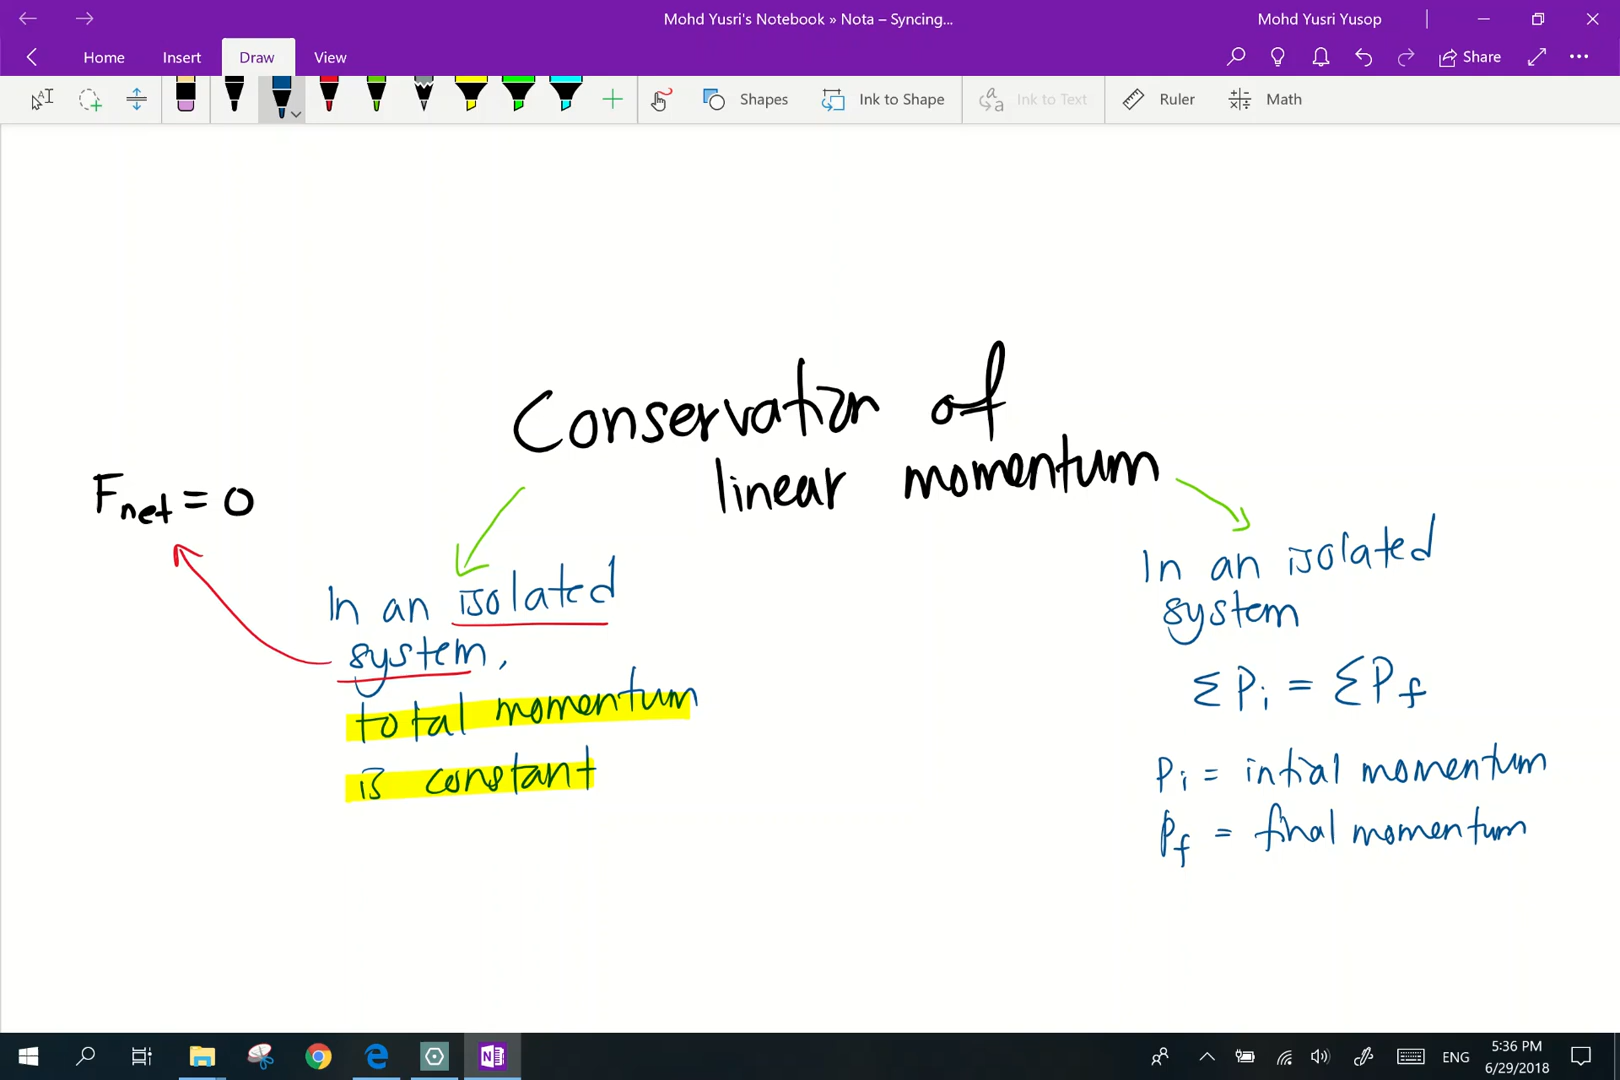 Mohd Yusri's Notebook » Nota – Syncing...
Mohd Yusri Yusop
Home Insert Draw View
Share
Shapes Ink to Shape Ink to Text Ruler Math
Conservation of
linear momentum
Fnet = 0
In an isolated
system,
total momentum
is constant
In an isolated
system
ΣPi = ΣPf
Pi = intial momentum
Pf = final momentum
ENG
5:36 PM
6/29/2018